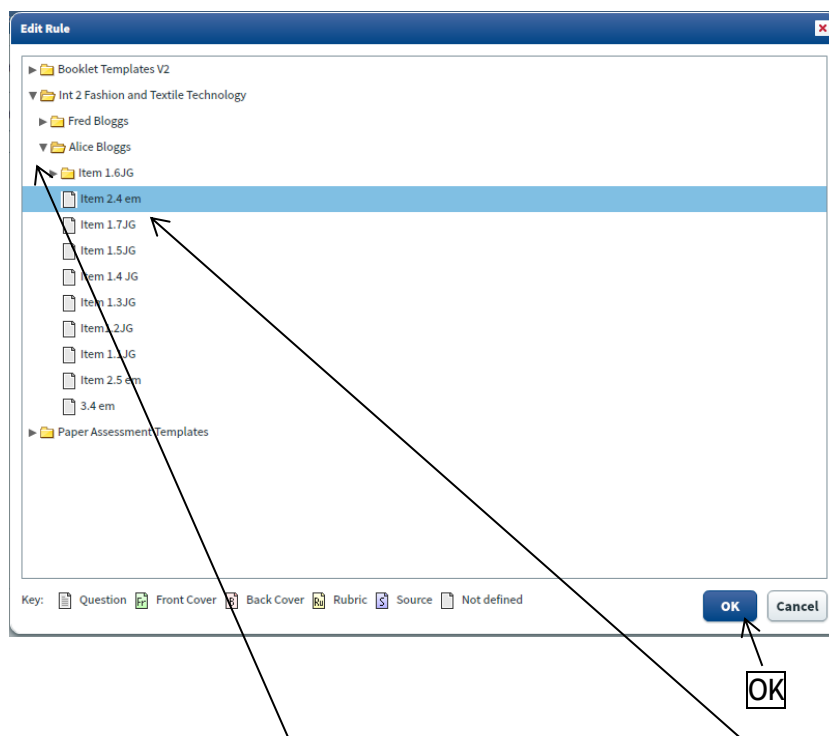 Edit Rule
Booklet Templates V2
Int 2 Fashion and Textile Technology
Fred Bloggs
Alice Bloggs
Item 1.6JG
Item 2.4 em
Item 1.7JG
Item 1.5JG
Item 1.4 JG
Item 1.3JG
Item1.2JG
Item 1.1JG
Item 2.5 em
3.4 em
Paper Assessment Templates
Key: Question Fr Front Cover B Back Cover Ru Rubric S Source Not defined
OK Cancel
OK